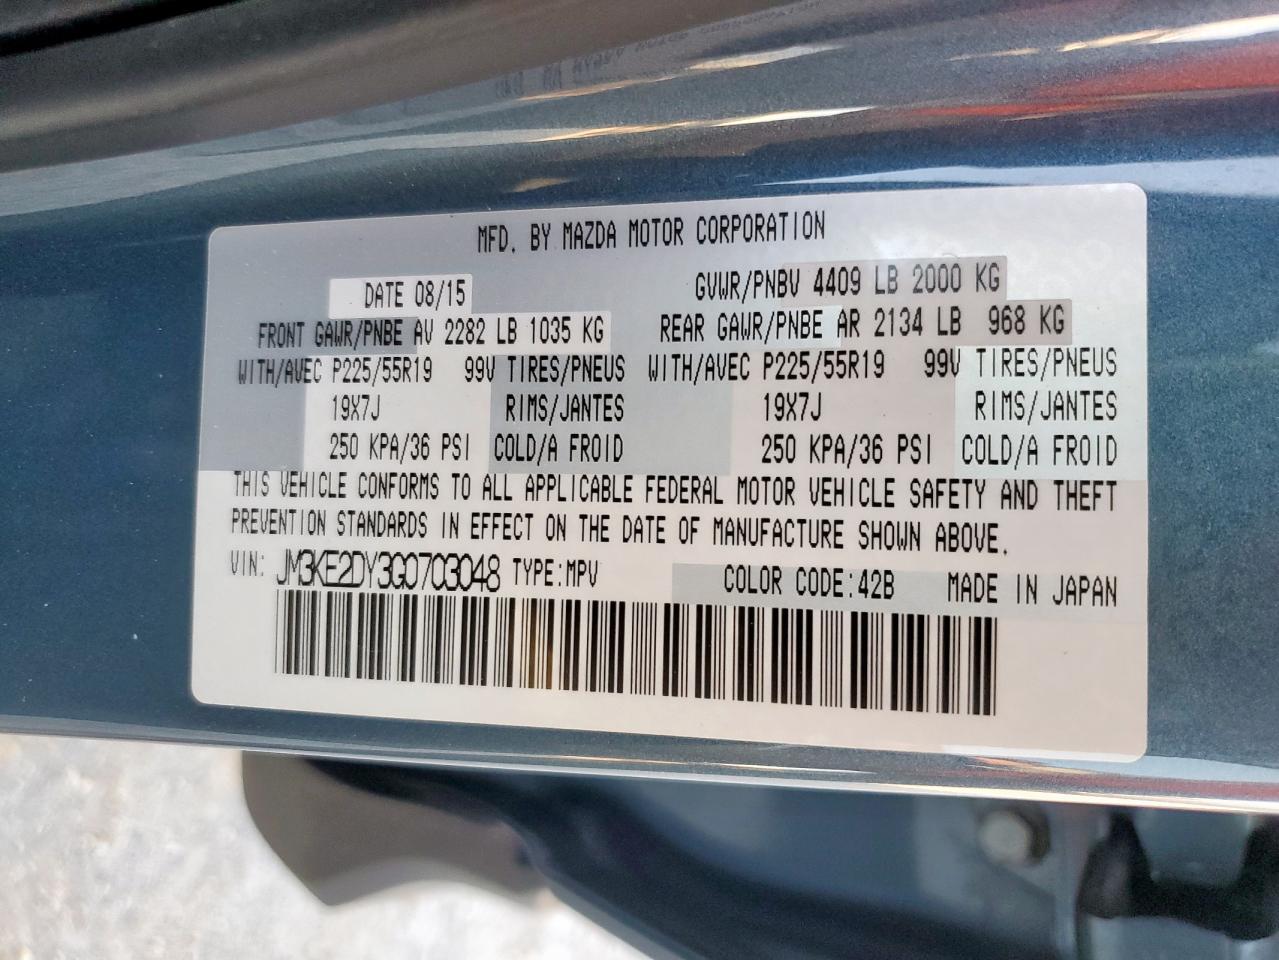 MFD. BY MAZDA MOTOR CORPORATION
DATE 08/15 GVWR/PNBV 4409 LB 2000 KG
FRONT GAWR/PNBE AV 2282 LB 1035 KG REAR GAWR/PNBE AR 2134 LB 968 KG
WITH/AVEC P225/55R19 99V TIRES/PNEUS WITH/AVEC P225/55R19 99V TIRES/PNEUS
19X7J RIMS/JANTES 19X7J RIMS/JANTES
250 KPA/36 PSI COLD/A FROID 250 KPA/36 PSI COLD/A FROID
THIS VEHICLE CONFORMS TO ALL APPLICABLE FEDERAL MOTOR VEHICLE SAFETY AND THEFT
PREVENTION STANDARDS IN EFFECT ON THE DATE OF MANUFACTURE SHOWN ABOVE.
VIN: JM3KE2DY3G0703048 TYPE:MPV COLOR CODE:42B MADE IN JAPAN